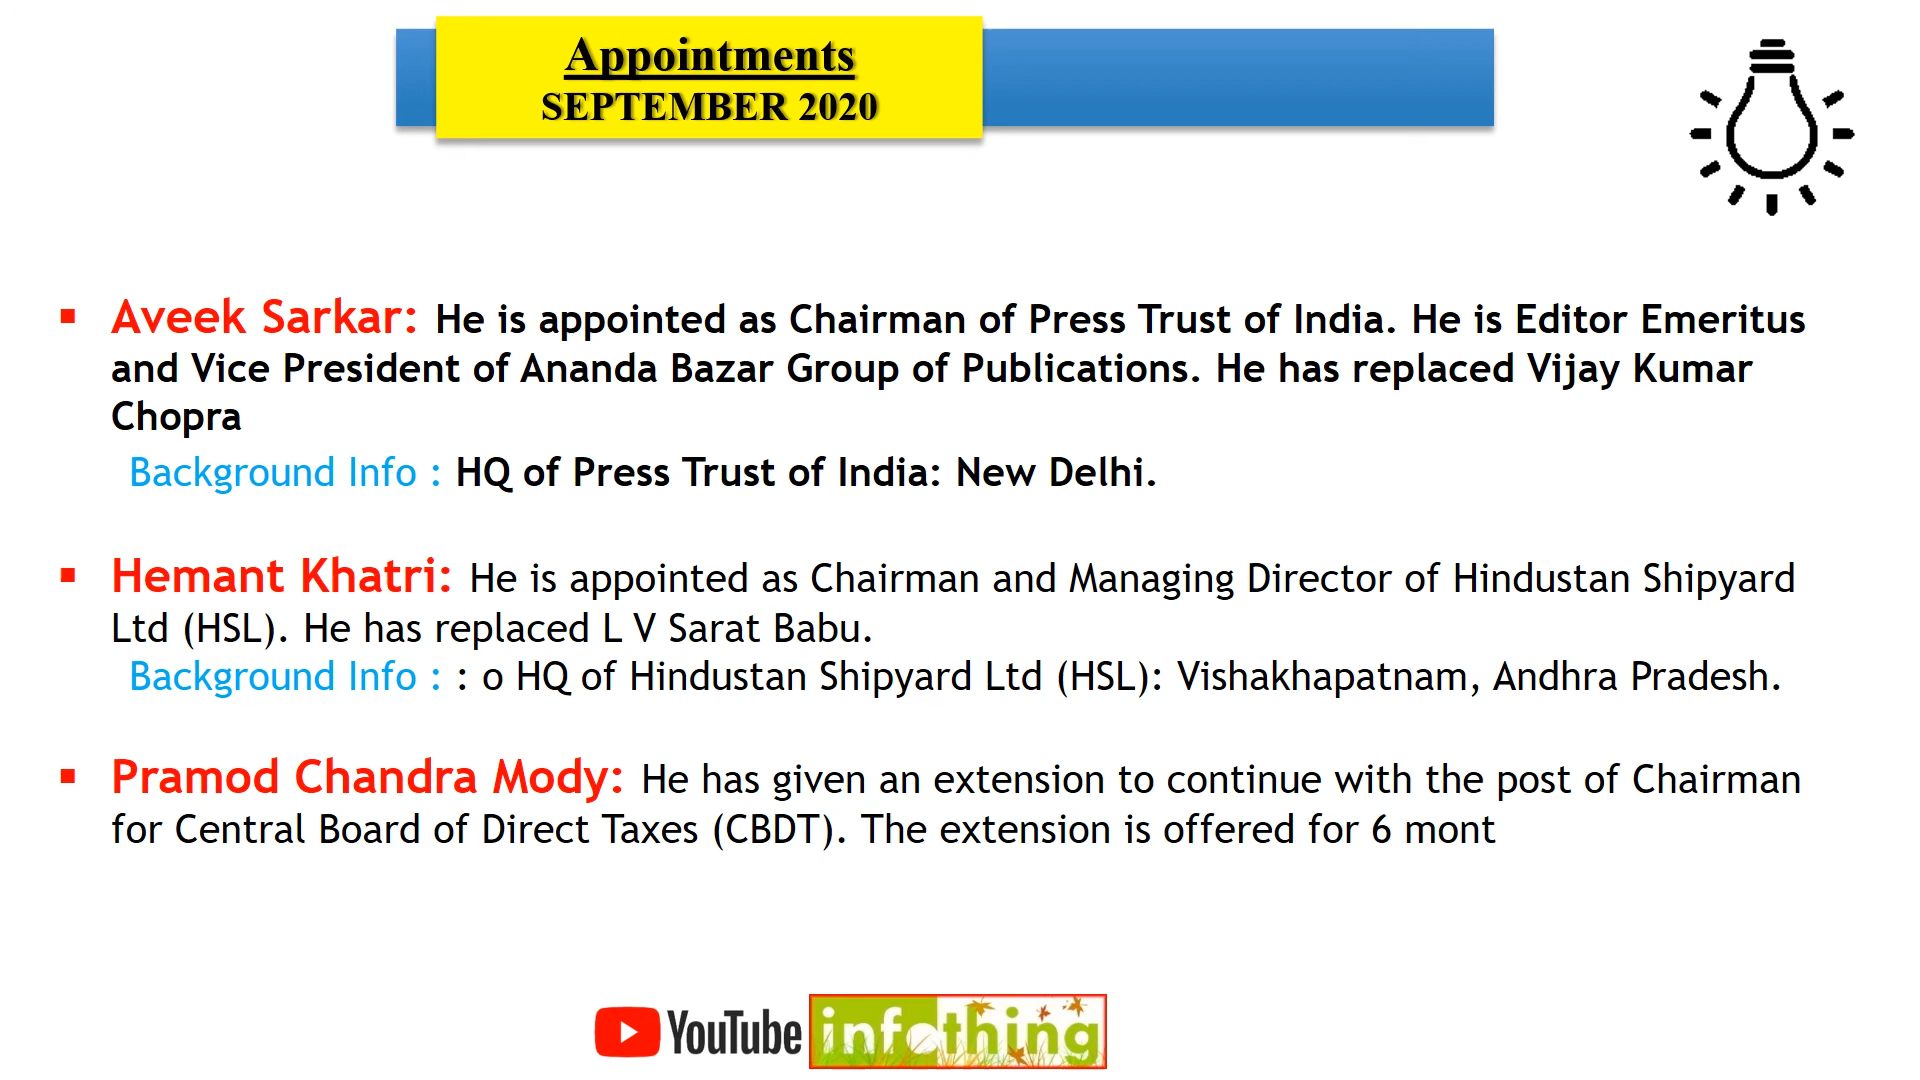 Appointments
SEPTEMBER 2020
▪ Aveek Sarkar: He is appointed as Chairman of Press Trust of India. He is Editor Emeritus
and Vice President of Ananda Bazar Group of Publications. He has replaced Vijay Kumar
Chopra
Background Info : HQ of Press Trust of India: New Delhi.
▪ Hemant Khatri: He is appointed as Chairman and Managing Director of Hindustan Shipyard
Ltd (HSL). He has replaced L V Sarat Babu.
Background Info : : o HQ of Hindustan Shipyard Ltd (HSL): Vishakhapatnam, Andhra Pradesh.
▪ Pramod Chandra Mody: He has given an extension to continue with the post of Chairman
for Central Board of Direct Taxes (CBDT). The extension is offered for 6 mont
YouTube infothing